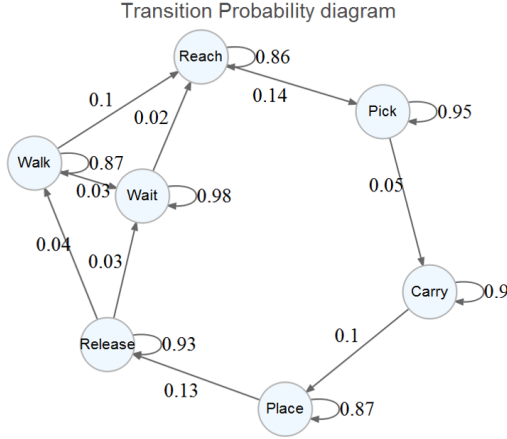 Transition Probability diagram
Reach
0.86
0.14
0.1
0.02
Pick
0.95
Walk
0.87
0.03
Wait
0.98
0.05
0.04
0.03
Carry
0.9
Release
0.93
0.1
0.13
Place
0.87